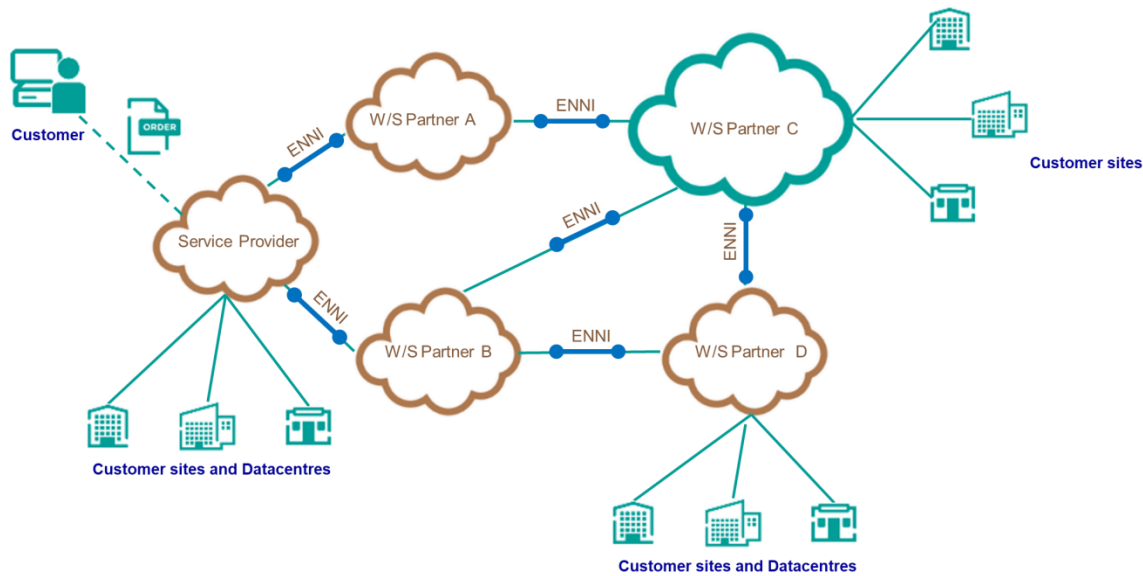 ENNI
W/S Partner A
W/S Partner C
ORDER
Customer
ENNI
Customer sites
ENNI
Service Provider
ENNI
ENNI
ENNI
W/S Partner B
W/S Partner D
Customer sites and Datacentres
Customer sites and Datacentres